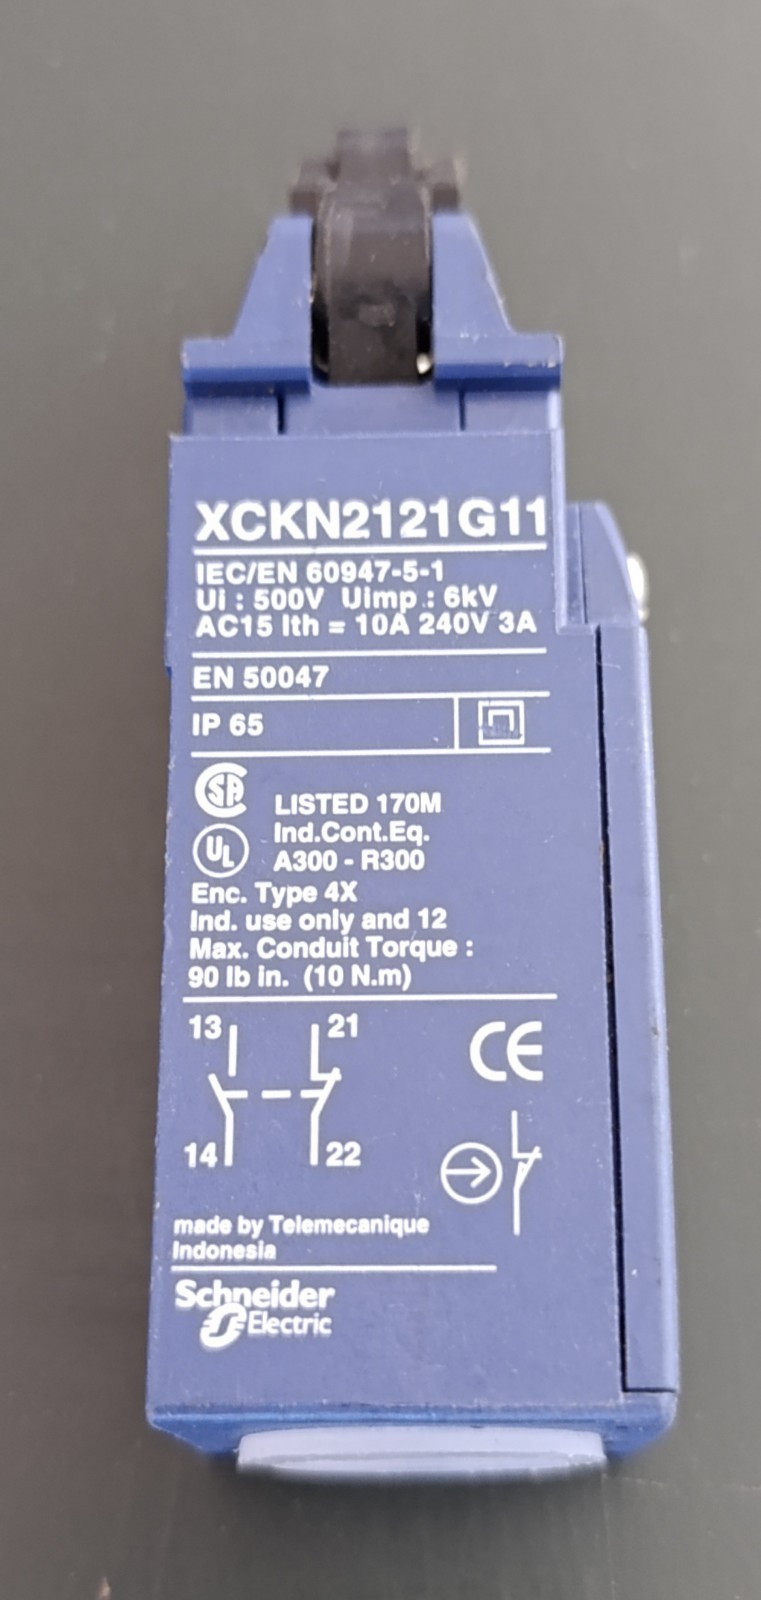 XCKN2121G11
IEC/EN 60947-5-1
Ui : 500V Uimp : 6kV
AC15 Ith = 10A 240V 3A
EN 50047
IP 65
SA
LISTED 170M
UL
Ind.Cont.Eq.
A300 - R300
Enc. Type 4X
Ind. use only and 12
Max. Conduit Torque :
90 lb in. (10 N.m)
13 21
CE
14 22
made by Telemecanique
Indonesia
Schneider
Electric